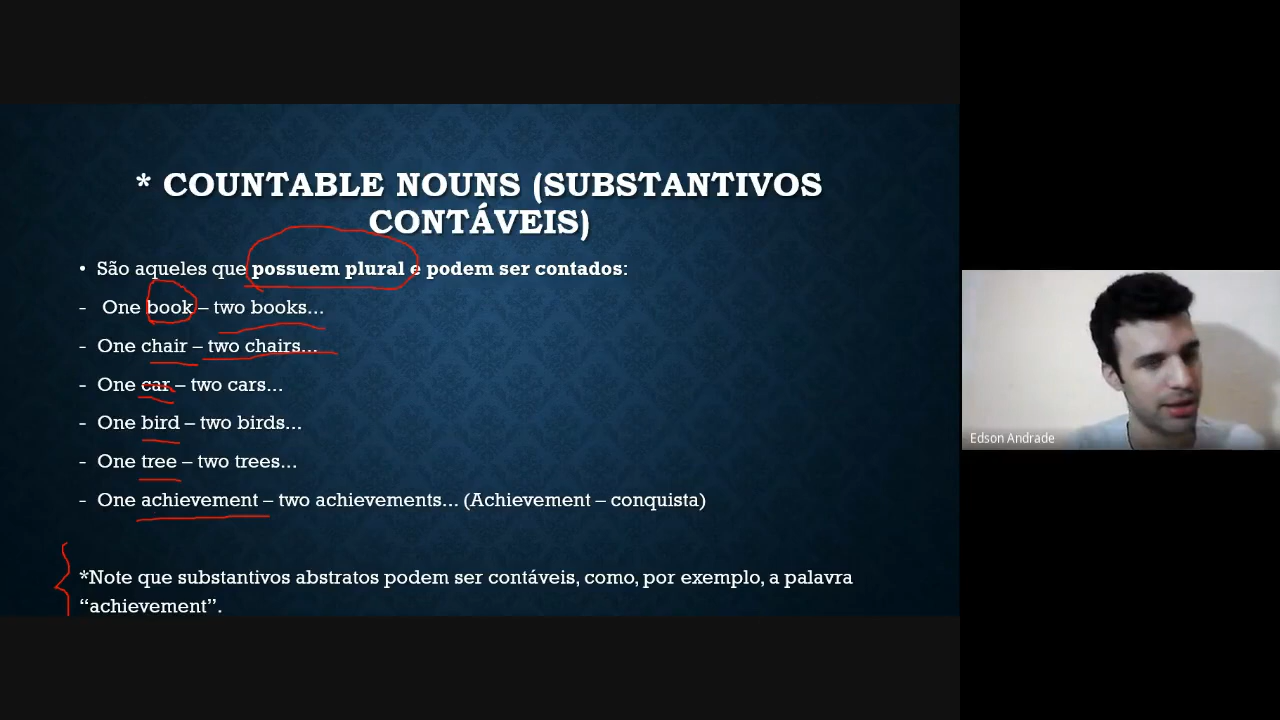 * COUNTABLE NOUNS (SUBSTANTIVOS
CONTÁVEIS)
• São aqueles que possuem plural e podem ser contados:
- One book – two books...
- One chair – two chairs...
- One car – two cars...
- One bird – two birds...
- One tree – two trees...
- One achievement – two achievements... (Achievement – conquista)
*Note que substantivos abstratos podem ser contáveis, como, por exemplo, a palavra
“achievement”.
Edson Andrade